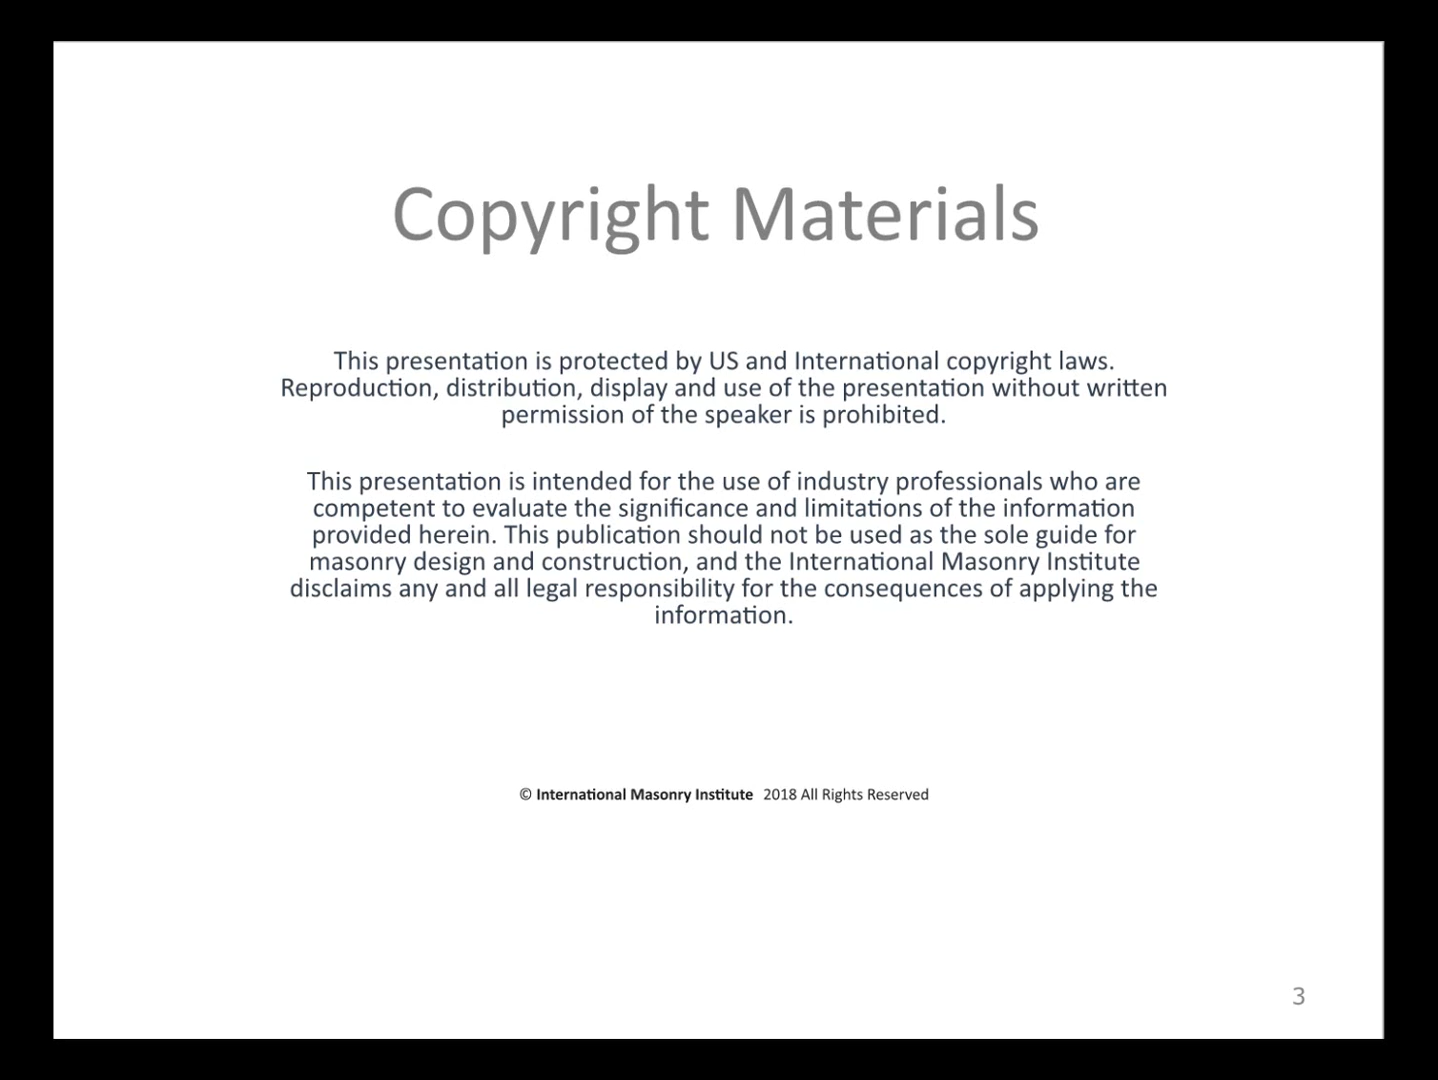 Copyright Materials
This presentation is protected by US and International copyright laws.
Reproduction, distribution, display and use of the presentation without written
permission of the speaker is prohibited.
This presentation is intended for the use of industry professionals who are
competent to evaluate the significance and limitations of the information
provided herein. This publication should not be used as the sole guide for
masonry design and construction, and the International Masonry Institute
disclaims any and all legal responsibility for the consequences of applying the
information.
© International Masonry Institute 2018 All Rights Reserved
3